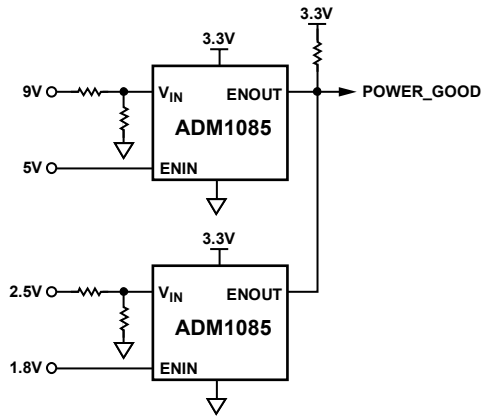 3.3V
3.3V
9V
VIN
ENOUT
POWER_GOOD
ADM1085
5V
ENIN
3.3V
2.5V
VIN
ENOUT
ADM1085
1.8V
ENIN